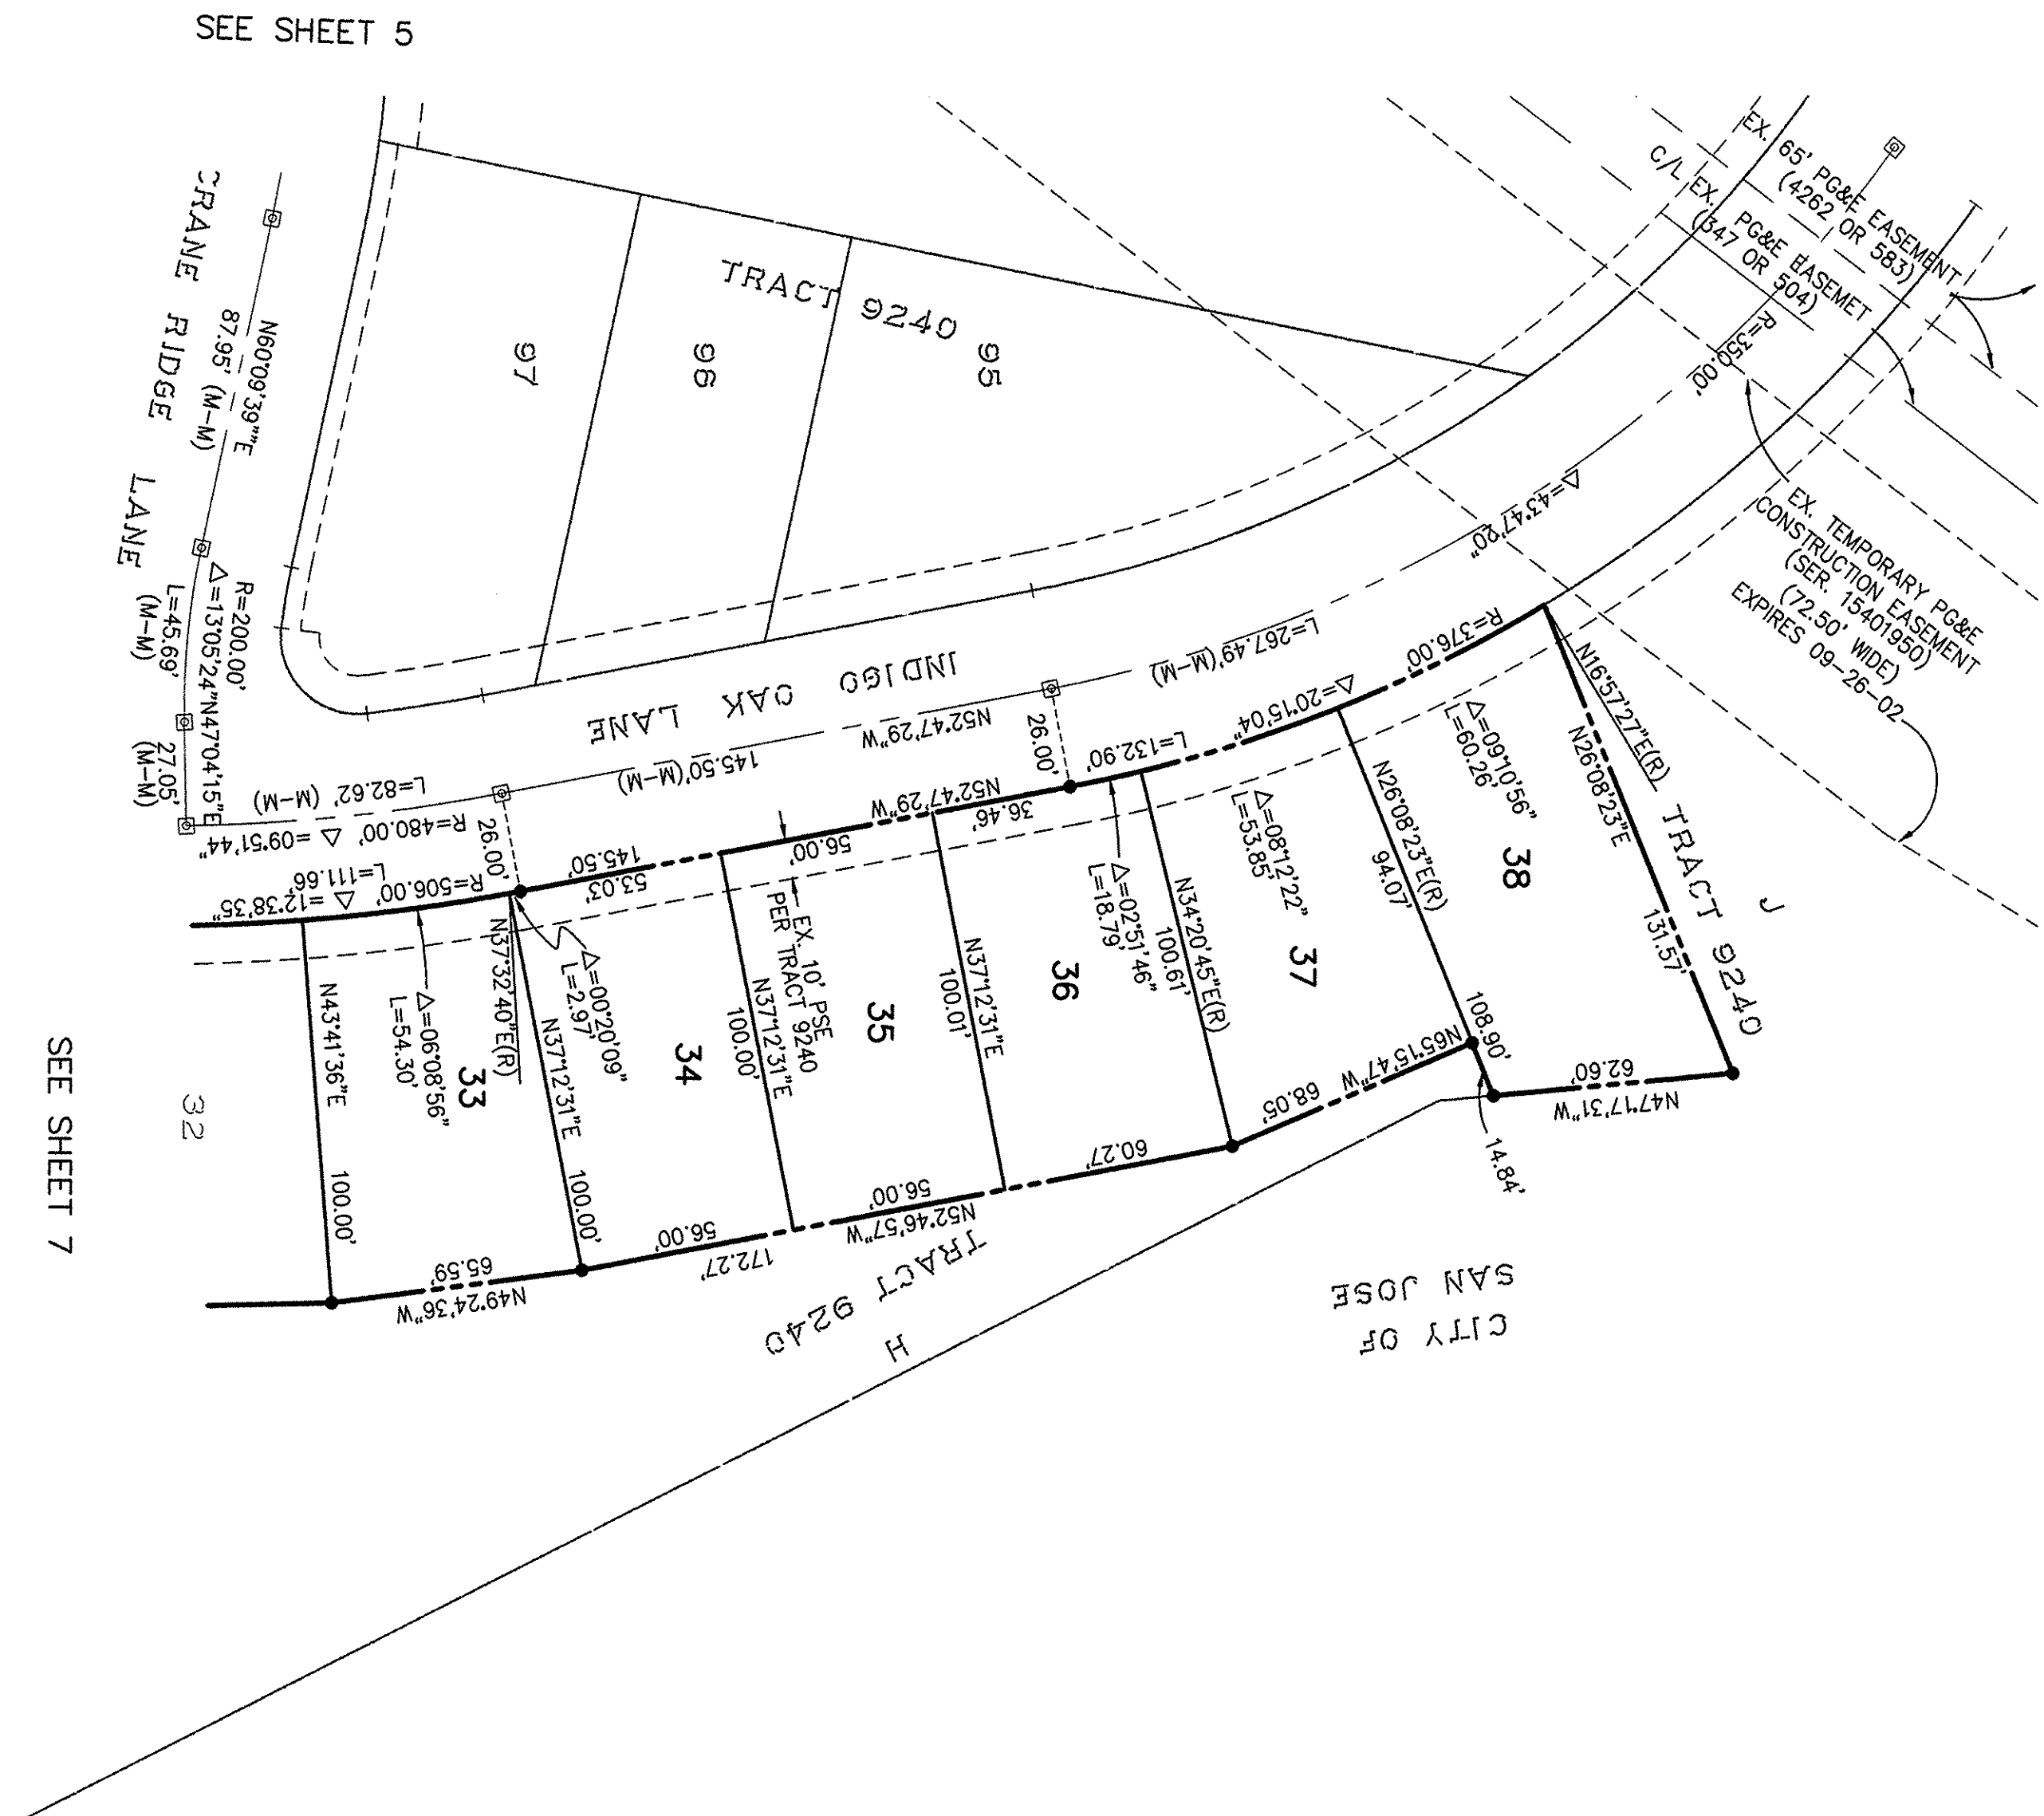 SEE SHEET 5
EX. 65' PG&E EASEMENT
(4262 OR 583)
C/L EX. PG&E EASEMET
(347 OR 504)
R=350.00'
Δ=43°47'20"
L=267.49'(M-M)
EX. TEMPORARY PG&E
CONSTRUCTION EASEMENT
(SER. 15401950)
(72.50' WIDE)
EXPIRES 09-26-02
TRACT 9240
97
96
95
CRANE RIDGE LANE
N60°09'39"E
87.95' (M-M)
R=200.00'
Δ=13°05'24"
L=45.69'
(M-M)
N47°04'15"E
27.05'
(M-M)
INDIGO OAK LANE
N52°47'29"W
145.50'(M-M)
26.00'
L=82.62' (M-M)
R=480.00' Δ=09°51'44"
26.00'
R=506.00' Δ=12°38'35"
L=111.66'
145.50'
53.03'
56.00'
N52°47'29"W
36.46'
L=132.90'
Δ=20°15'04"
R=376.00'
N16°57'27"E(R)
TRACT 9240
J
N26°08'23"E
131.57'
Δ=09°10'56"
L=60.26'
38
N26°08'23"E(R)
94.07'
108.90'
14.84'
62.60'
N47°17'31"W
Δ=08°12'22"
L=53.85'
37
N65°15'47"W
68.05'
N34°20'45"E(R)
100.61'
Δ=02°51'46"
L=18.79'
36
60.27'
N37°12'31"E
100.01'
35
EX. 10' PSE
PER TRACT 9240
N37°12'31"E
100.00'
56.00'
N52°46'57"W
172.27'
34
56.00'
Δ=00°20'09"
L=2.97'
N37°32'40"E(R)
N37°12'31"E
100.00'
33
Δ=06°08'56"
L=54.30'
65.59'
N49°24'36"W
N43°41'36"E
100.00'
32
TRACT 9240
H
CITY OF
SAN JOSE
SEE SHEET 7